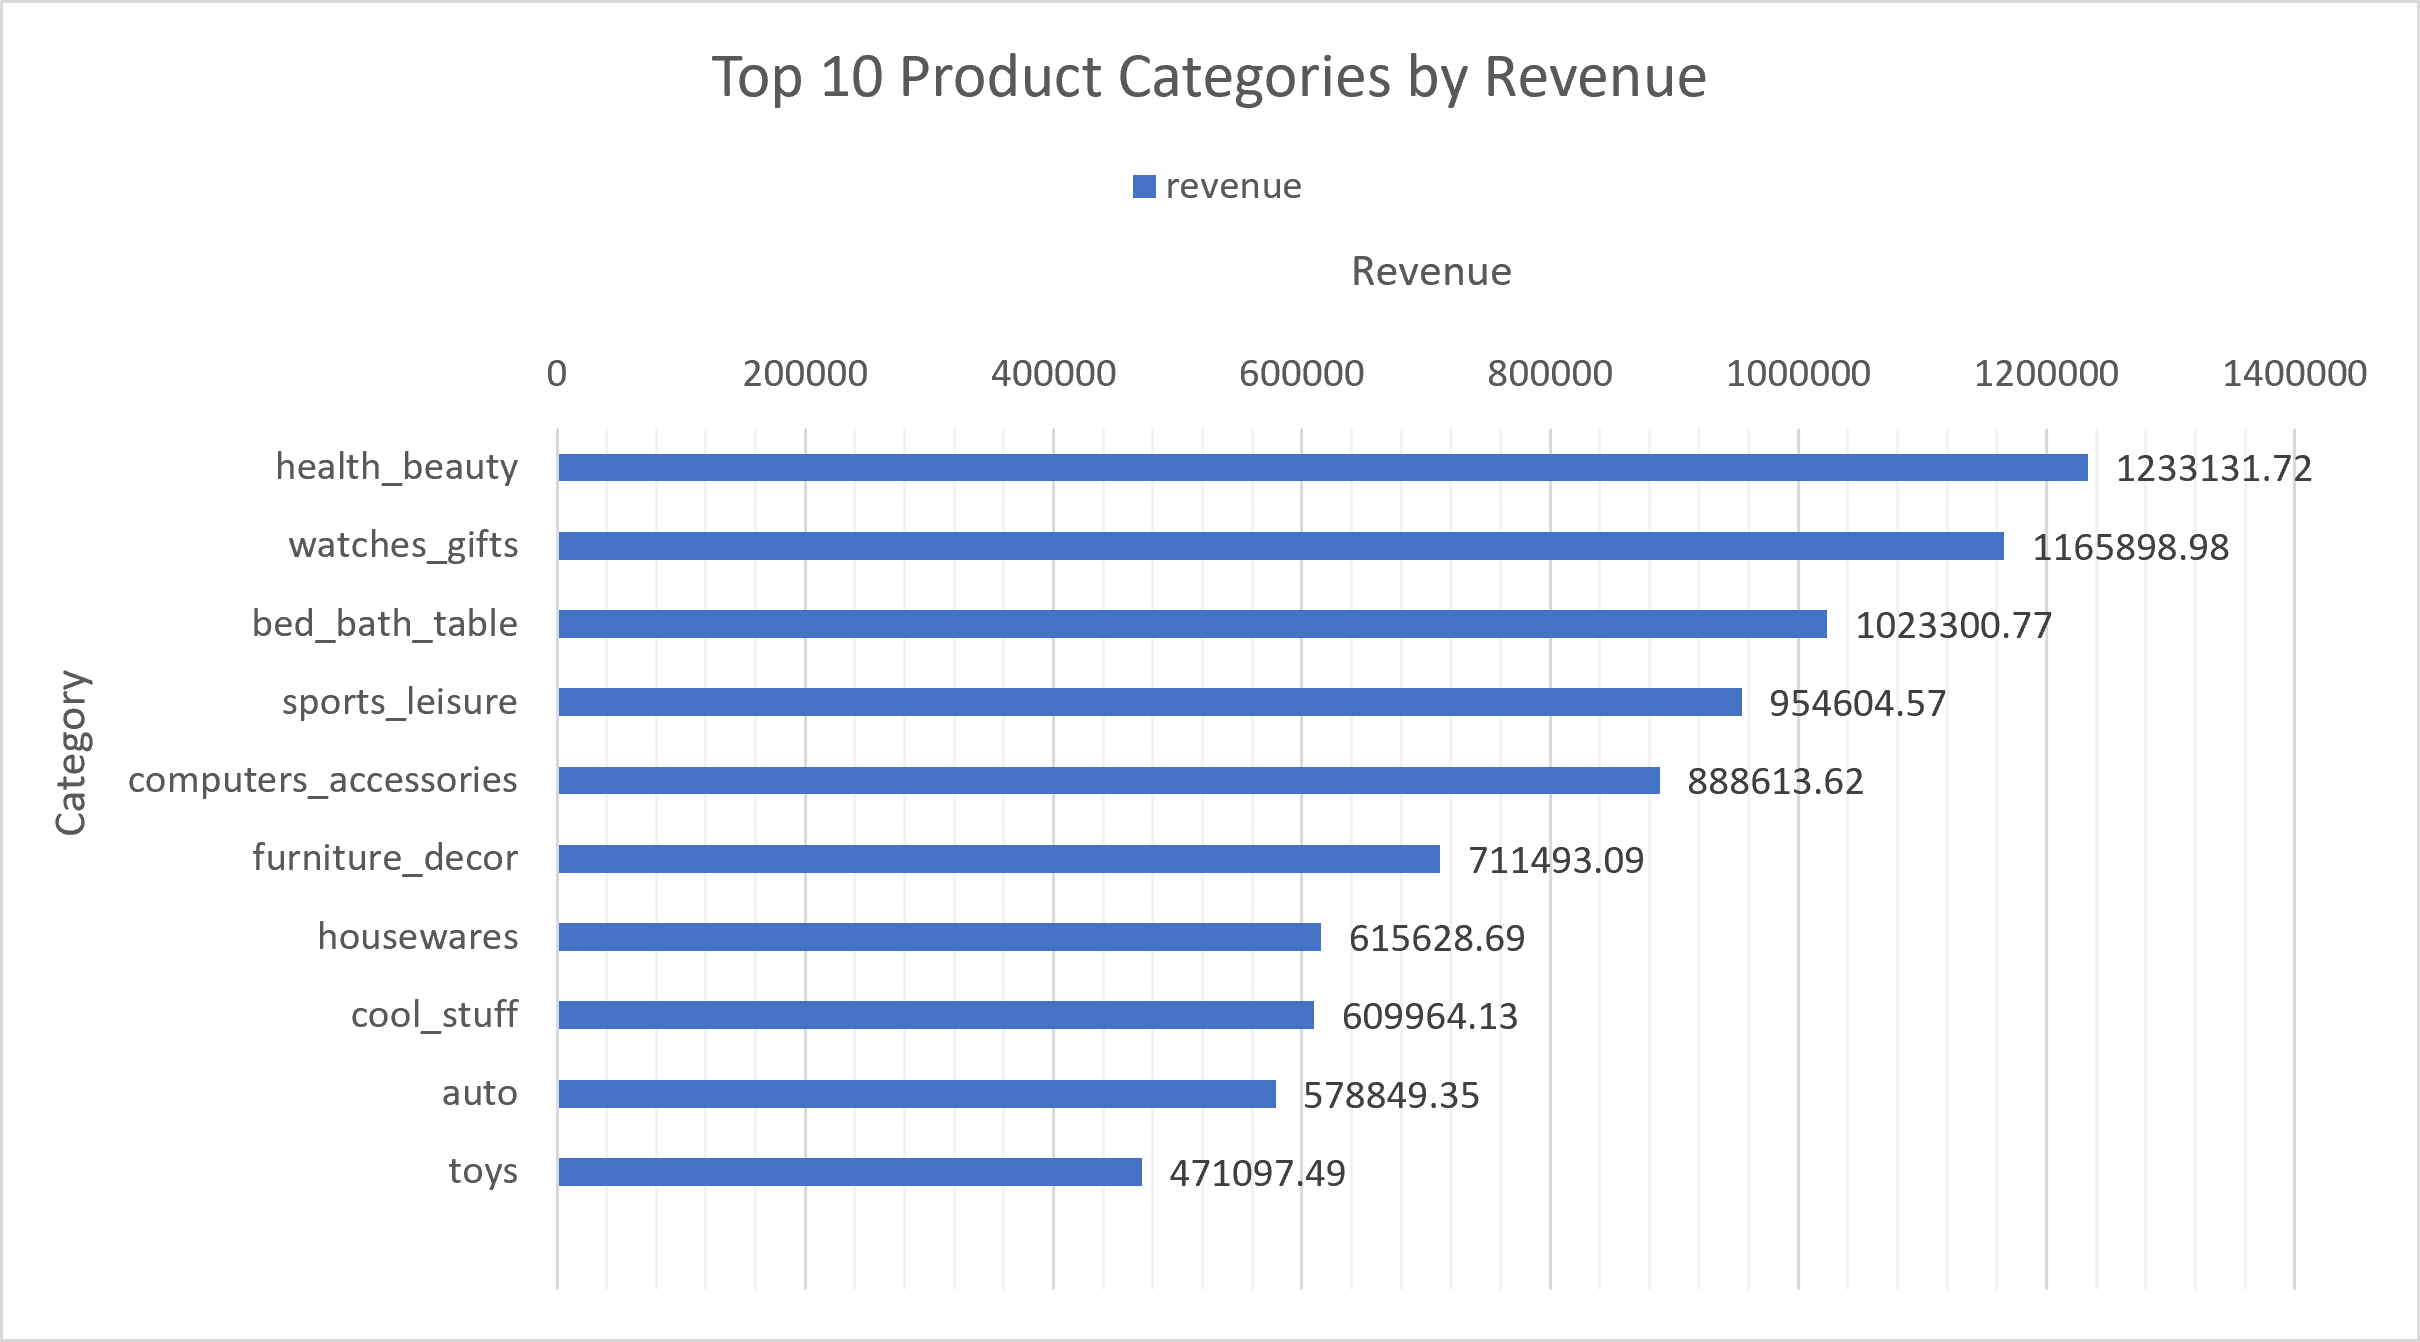 Top 10 Product Categories by Revenue
revenue
Revenue
0 200000 400000 600000 800000 1000000 1200000 1400000
Category
health_beauty 1233131.72
watches_gifts 1165898.98
bed_bath_table 1023300.77
sports_leisure 954604.57
computers_accessories 888613.62
furniture_decor 711493.09
housewares 615628.69
cool_stuff 609964.13
auto 578849.35
toys 471097.49